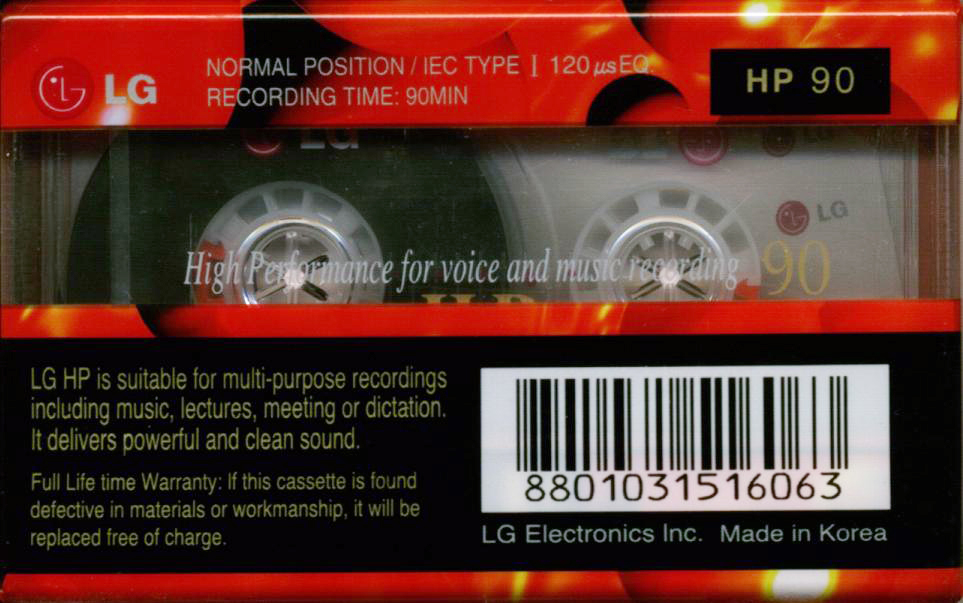 LG
NORMAL POSITION / IEC TYPE I 120 µs EQ.
RECORDING TIME: 90MIN
HP 90
LG
LG
LG
High Performance for voice and music recording
90
HP
LG HP is suitable for multi-purpose recordings
including music, lectures, meeting or dictation.
It delivers powerful and clean sound.
Full Life time Warranty: If this cassette is found
defective in materials or workmanship, it will be
replaced free of charge.
8801031516063
LG Electronics Inc. Made in Korea